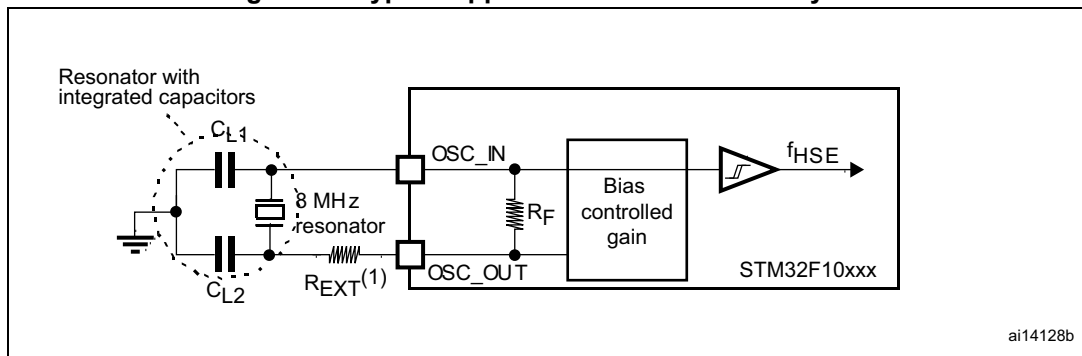 Resonator with
integrated capacitors
CL1
OSC_IN
fHSE
8 MHz
resonator
RF
Bias
controlled
gain
OSC_OUT
STM32F10xxx
REXT(1)
CL2
ai14128b